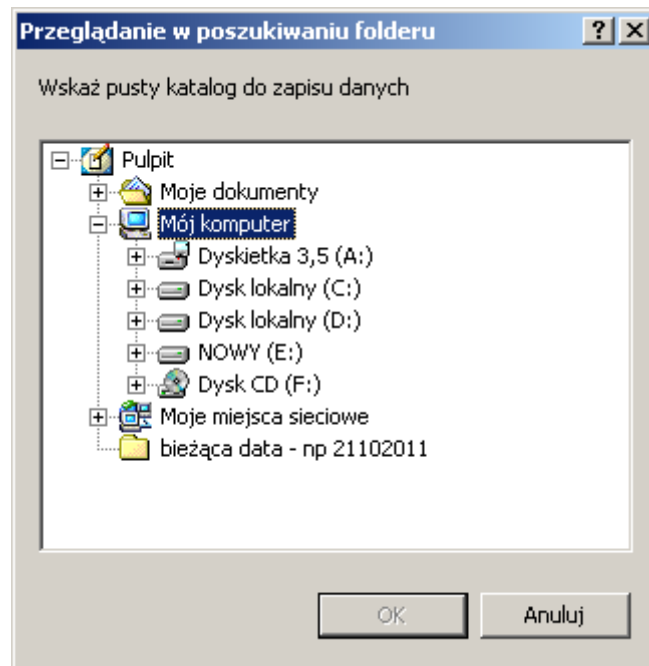 Przeglądanie w poszukiwaniu folderu
Wskaż pusty katalog do zapisu danych
Pulpit
Moje dokumenty
Mój komputer
Dyskietka 3,5 (A:)
Dysk lokalny (C:)
Dysk lokalny (D:)
NOWY (E:)
Dysk CD (F:)
Moje miejsca sieciowe
bieżąca data - np 21102011
OK Anuluj